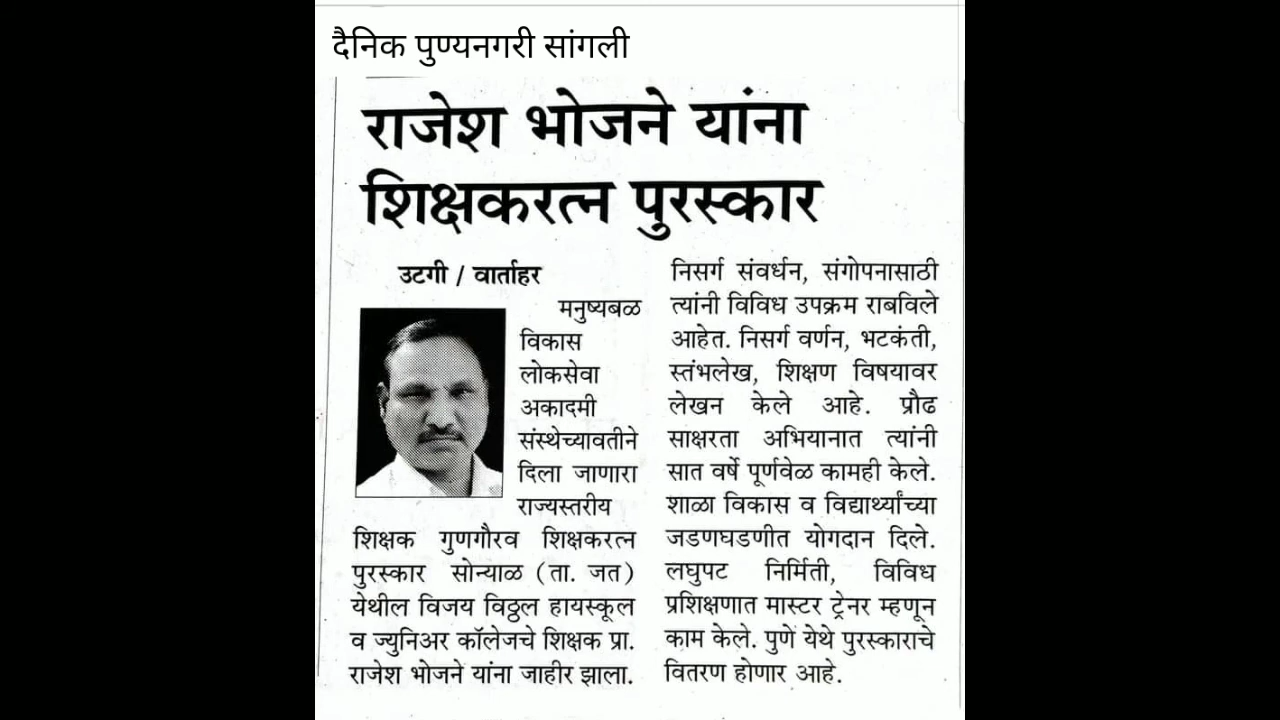 दैनिक पुण्यनगरी सांगली
राजेश भोजने यांना
शिक्षकरत्न पुरस्कार
उटगी / वार्ताहर
मनुष्यबळ
विकास
लोकसेवा
अकादमी
संस्थेच्यावतीने
दिला जाणारा
राज्यस्तरीय
शिक्षक गुणगौरव शिक्षकरत्न
पुरस्कार सोन्याळ (ता. जत)
येथील विजय विठ्ठल हायस्कूल
व ज्युनिअर कॉलेजचे शिक्षक प्रा.
राजेश भोजने यांना जाहीर झाला.
निसर्ग संवर्धन, संगोपनासाठी
त्यांनी विविध उपक्रम राबविले
आहेत. निसर्ग वर्णन, भटकंती,
स्तंभलेख, शिक्षण विषयावर
लेखन केले आहे. प्रौढ
साक्षरता अभियानात त्यांनी
सात वर्षे पूर्णवेळ कामही केले.
शाळा विकास व विद्यार्थ्यांच्या
जडणघडणीत योगदान दिले.
लघुपट निर्मिती, विविध
प्रशिक्षणात मास्टर ट्रेनर म्हणून
काम केले. पुणे येथे पुरस्काराचे
वितरण होणार आहे.